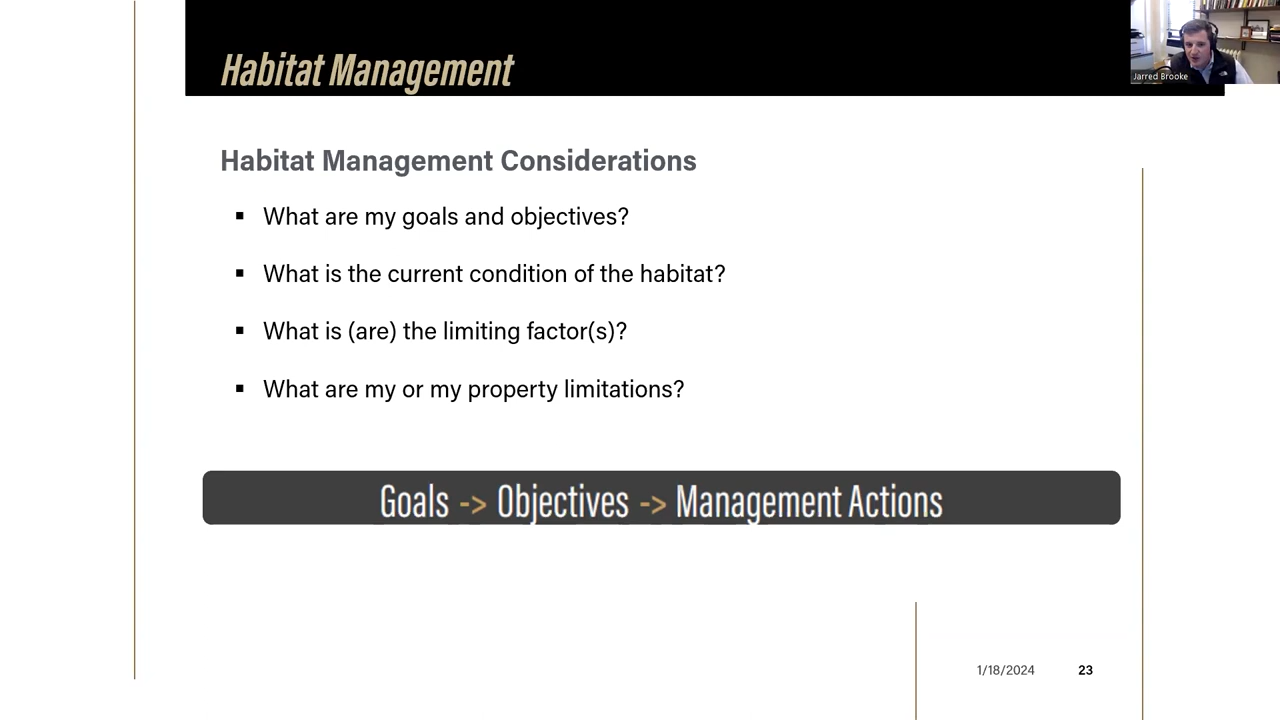 Habitat Management
Jarred Brooke
Habitat Management Considerations
▪ What are my goals and objectives?
▪ What is the current condition of the habitat?
▪ What is (are) the limiting factor(s)?
▪ What are my or my property limitations?
Goals -> Objectives -> Management Actions
1/18/2024 23